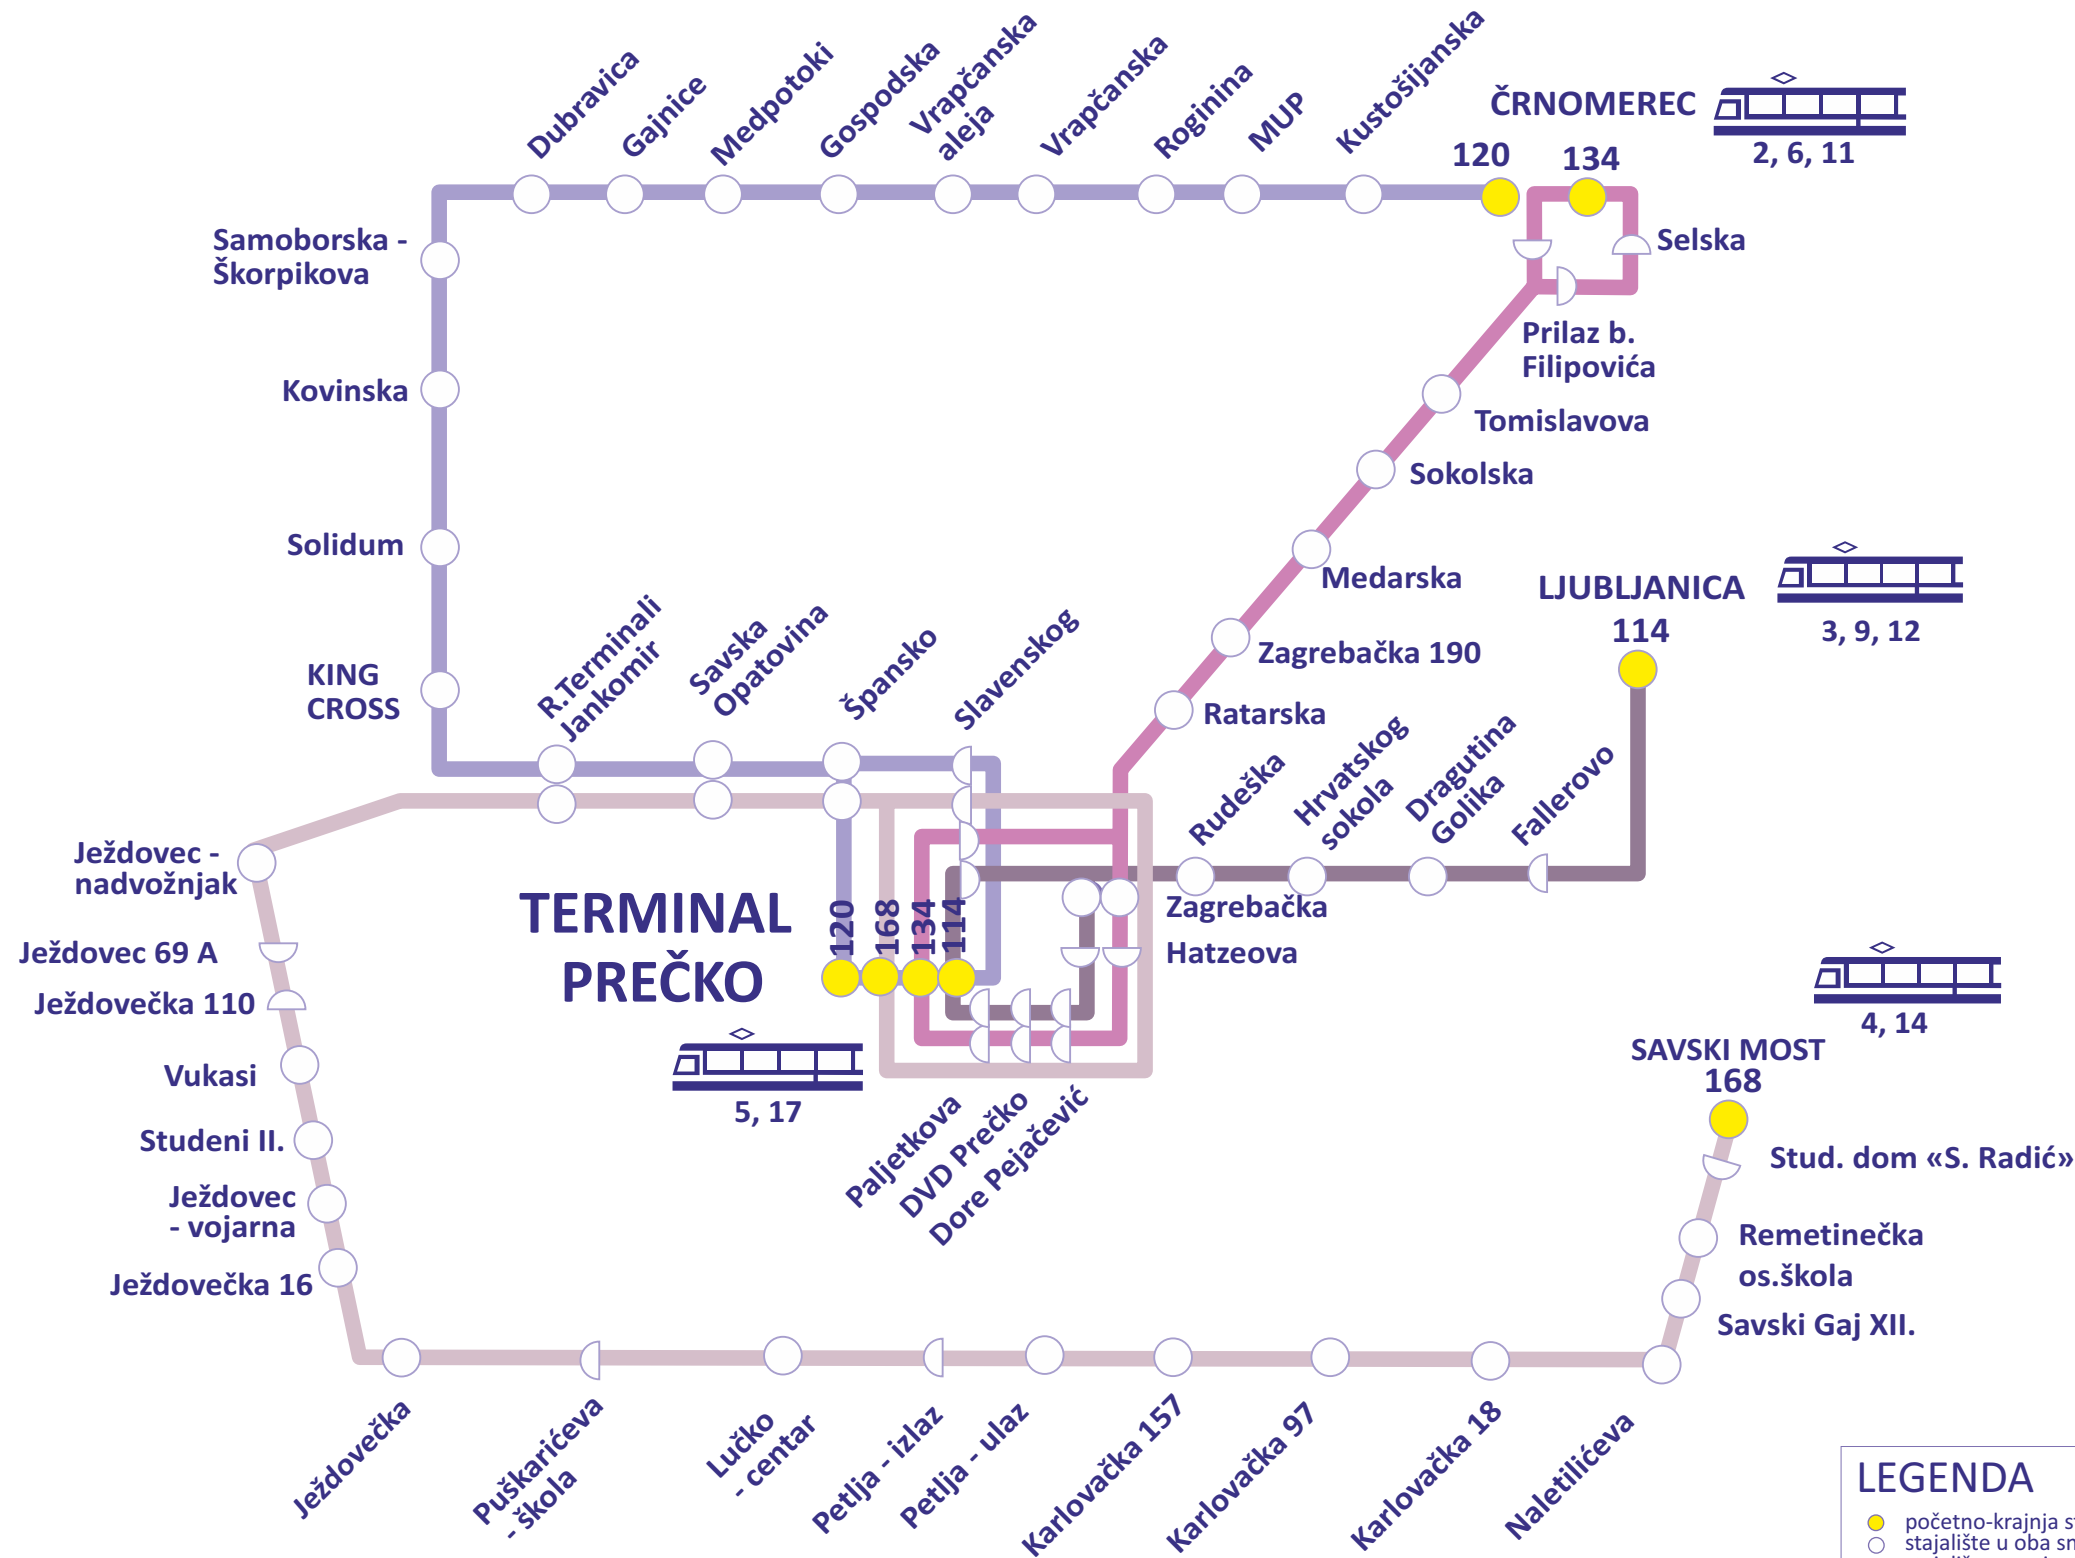 Dubravica
Gajnice
Medpotoki
Gospodska
Vrapčanska
aleja
Vrapčanska
Roginina
MUP
Kustošijanska
ČRNOMEREC
120
134
2, 6, 11
Samoborska -
Škorpikova
Selska
Prilaz b.
Filipovića
Kovinska
Tomislavova
Sokolska
Solidum
Medarska
LJUBLJANICA
114
3, 9, 12
Zagrebačka 190
KING
CROSS
R.Terminali
Jankomir
Savska
Opatovina
Špansko
Slavenskog
Ratarska
Rudeška
Hrvatskog
sokola
Dragutina
Golika
Fallerovo
Ježdovec -
nadvožnjak
TERMINAL
PREČKO
120
168
134
114
Zagrebačka
Hatzeova
Ježdovec 69 A
Ježdovečka 110
4, 14
5, 17
SAVSKI MOST
168
Vukasi
Paljetkova
DVD Prečko
Dore Pejačević
Studeni II.
Stud. dom «S. Radić»
Ježdovec
- vojarna
Remetinečka
os.škola
Ježdovečka 16
Savski Gaj XII.
Ježdovečka
Puškarićeva
- škola
Lučko
- centar
Petlja - izlaz
Petlja - ulaz
Karlovačka 157
Karlovačka 97
Karlovačka 18
Naletilićeva
LEGENDA
početno-krajnja
stajalište u oba